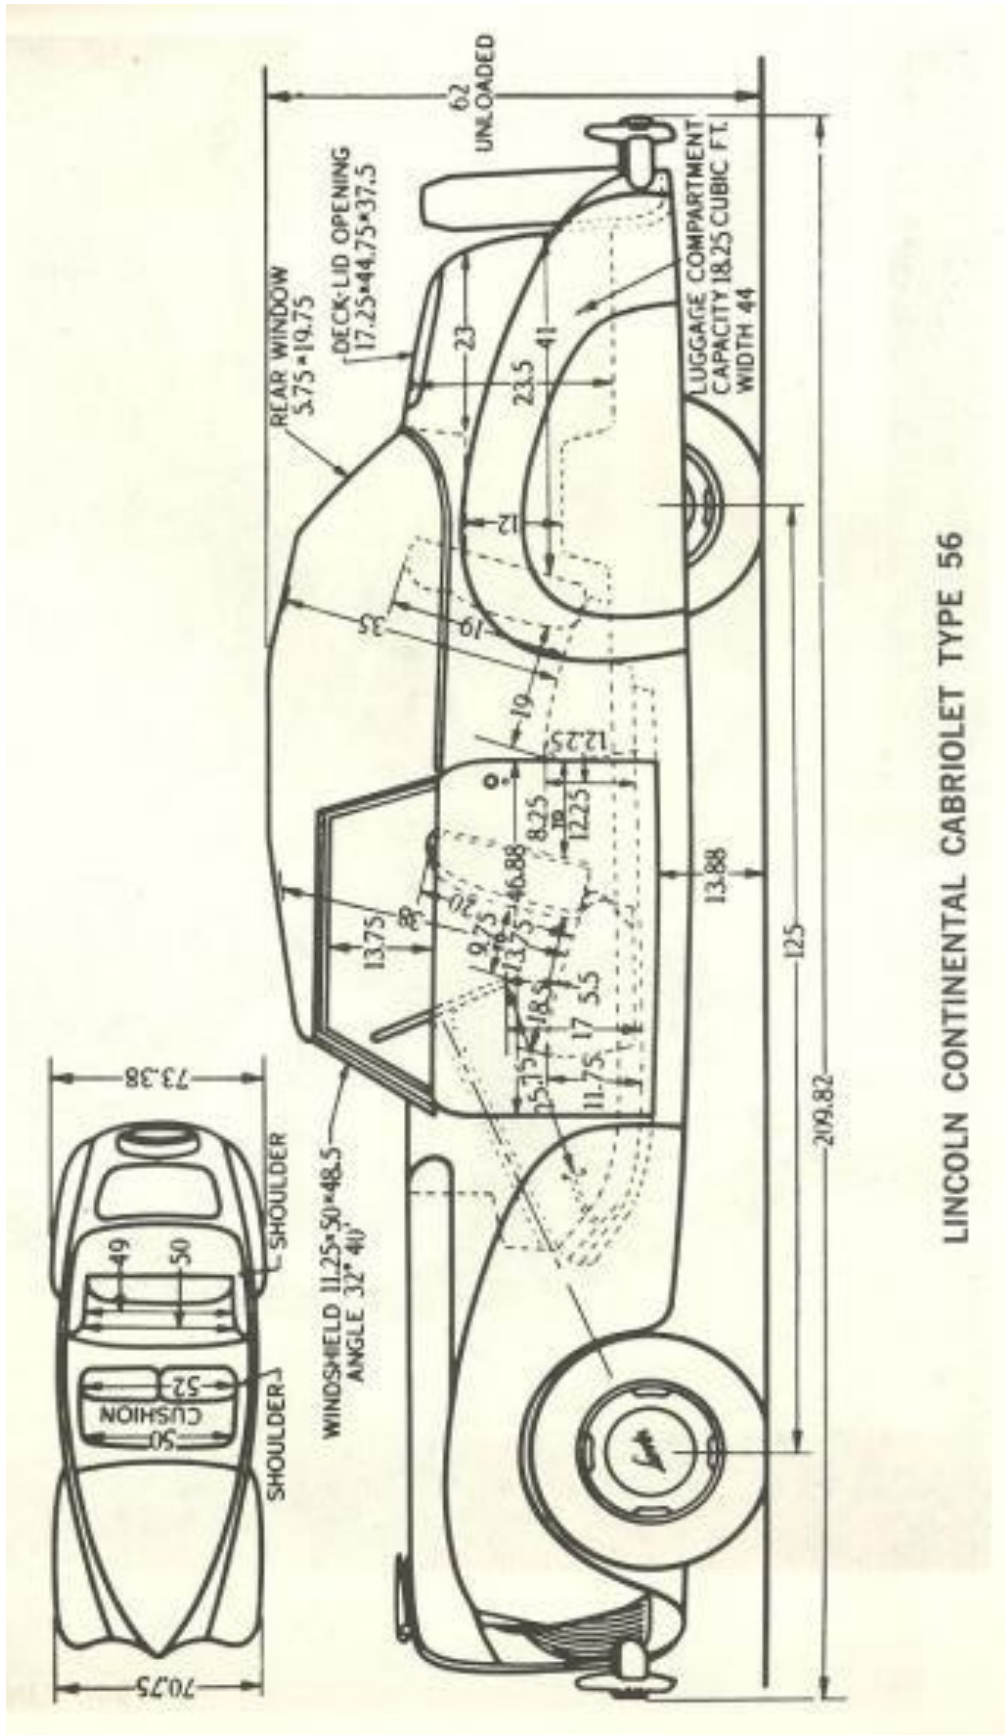 73.38
49
50
SHOULDER
52
CUSHION
50
SHOULDER
70.75
REAR WINDOW
5.75 × 19.75
DECK-LID OPENING
17.25×44.75×37.5
62
UNLOADED
WINDSHIELD 11.25×50×48.5
ANGLE 32° 40'
13.75
38
20
35
19
19
12
23
23.5
41
LUGGAGE COMPARTMENT
CAPACITY 18.25 CUBIC FT.
WIDTH 44
46.88
9.75
13.75
8.25
19
12.25
12.25
18.5
5.5
17
11.75
13.88
125
209.82
LINCOLN CONTINENTAL CABRIOLET TYPE 56